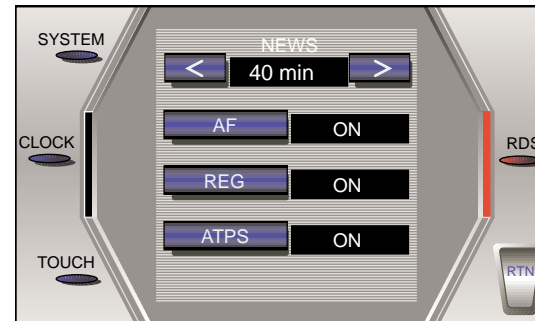 SYSTEM
NEWS
< 40 min >
CLOCK
AF ON
RDS
REG ON
ATPS ON
TOUCH
RTN